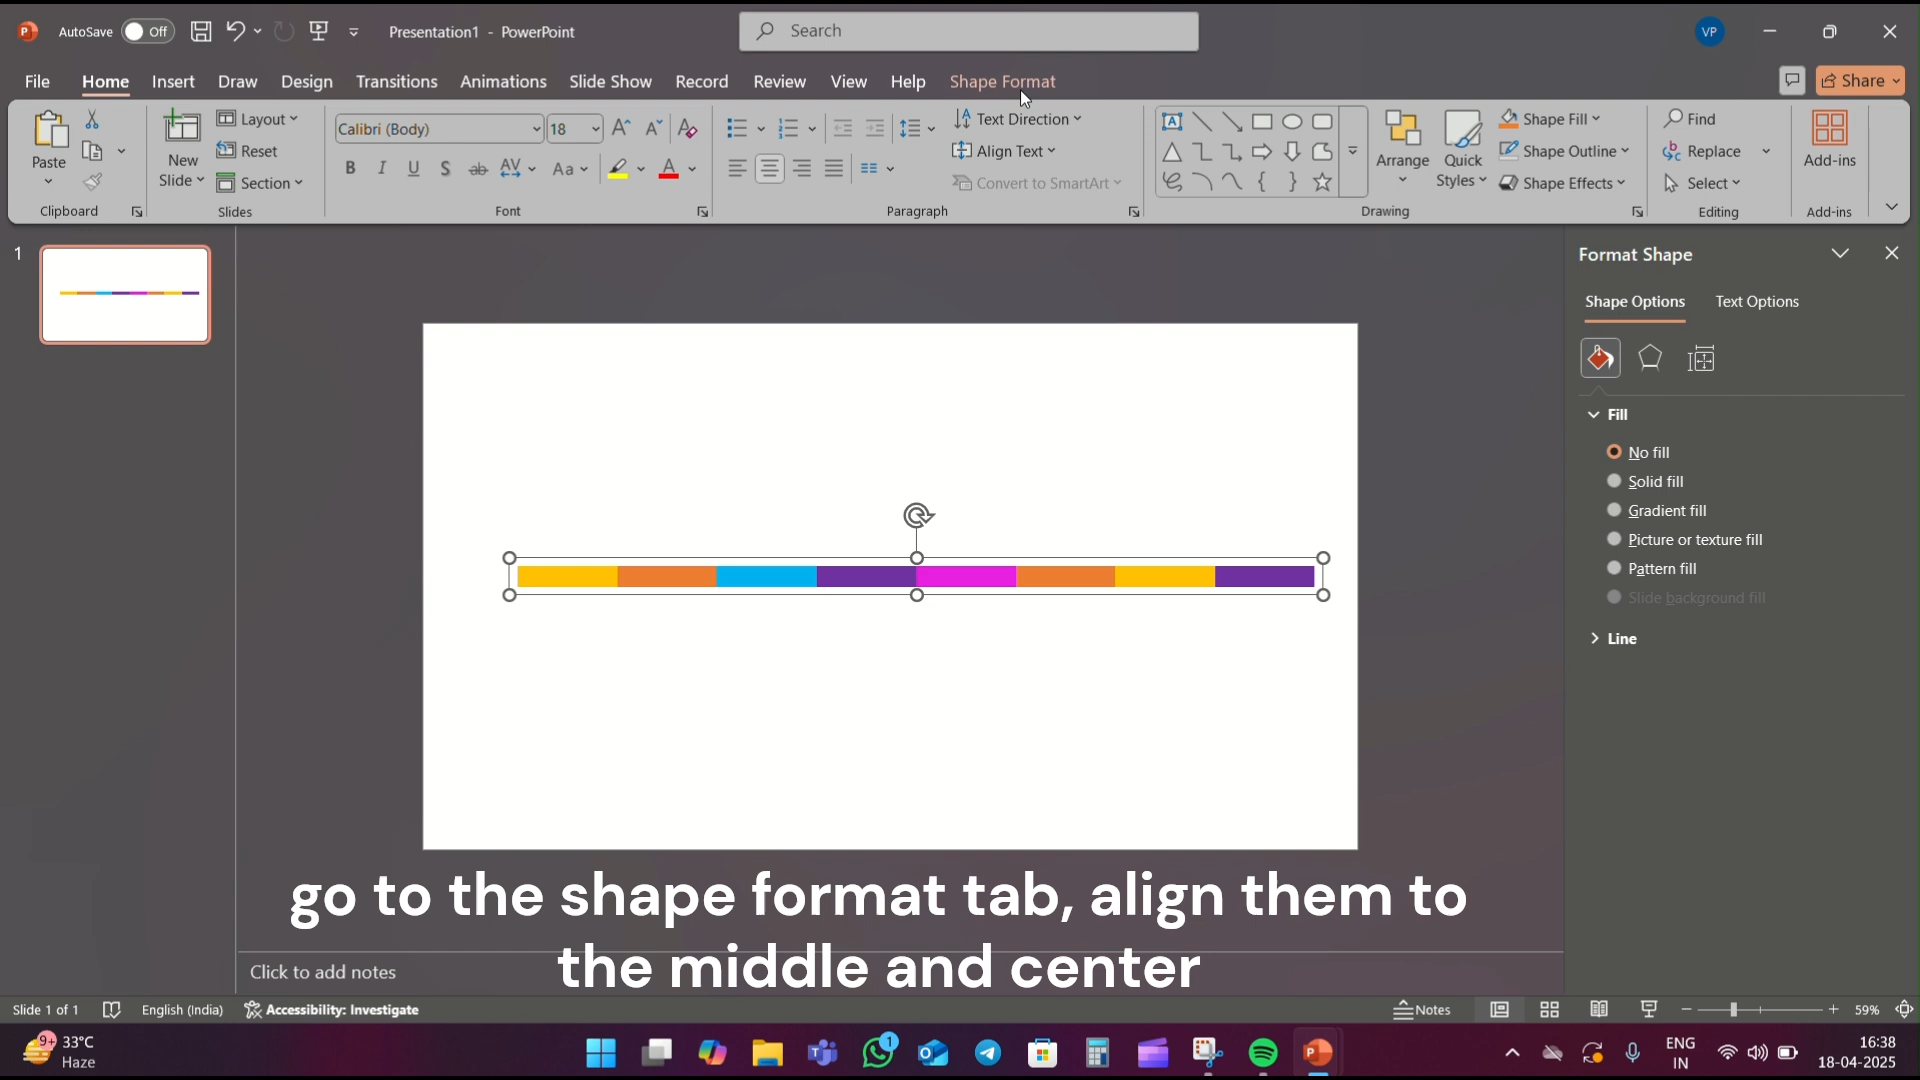 AutoSave Off Presentation1 - PowerPoint Search VP
File Home Insert Draw Design Transitions Animations Slide Show Record Review View Help Shape Format Share
Paste
Clipboard
New Slide
Layout
Reset
Section
Slides
Calibri (Body) 18
B I U S ab AV Aa A
Font
Text Direction
Align Text
Convert to SmartArt
Paragraph
Arrange
Quick Styles
Shape Fill
Shape Outline
Shape Effects
Drawing
Find
Replace
Select
Editing
Add-ins
Add-ins
1
Format Shape
Shape Options Text Options
Fill
No fill
Solid fill
Gradient fill
Picture or texture fill
Pattern fill
Slide background fill
Line
go to the shape format tab, align them to
the middle and center
Click to add notes
Slide 1 of 1 English (India) Accessibility: Investigate Notes 59%
9+ 33°C
Haze
1
ENG
IN
16:38
18-04-2025